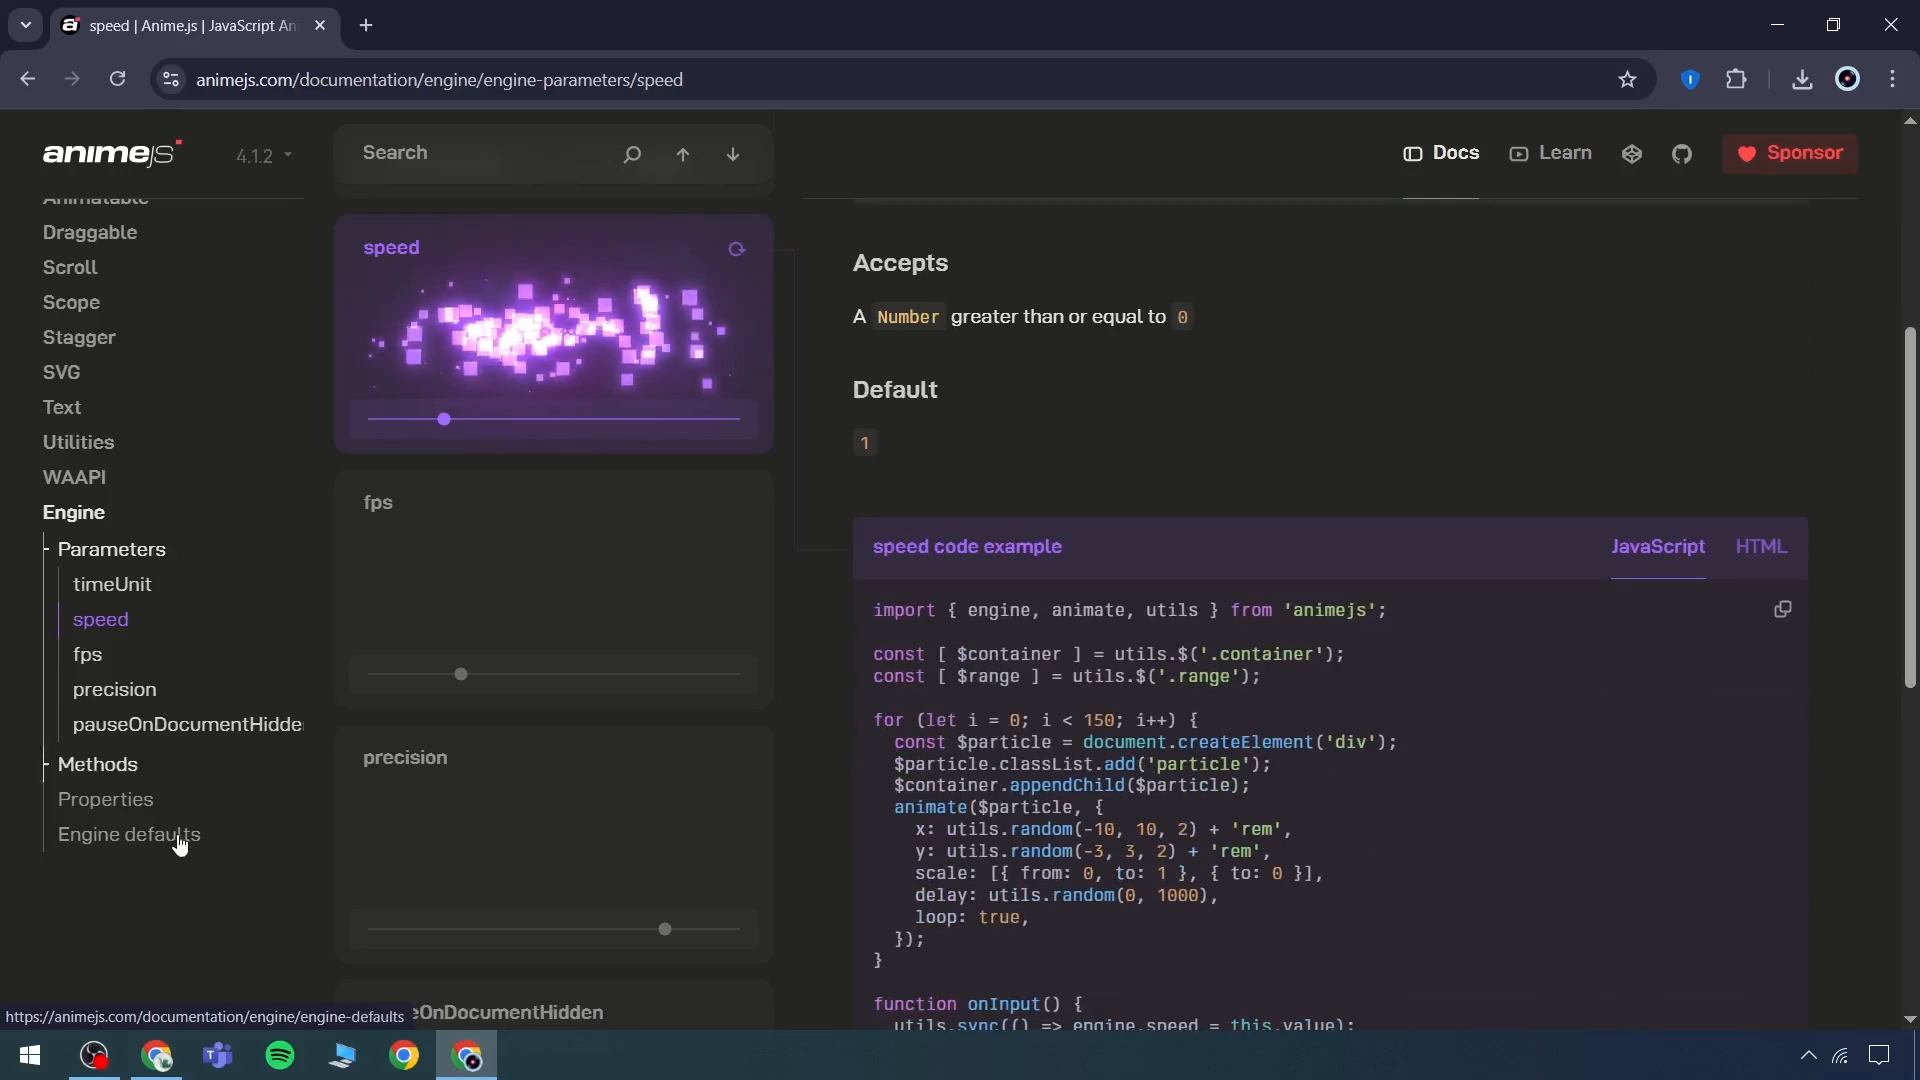 speed | Anime.js | JavaScript An
animejs.com/documentation/engine/engine-parameters/speed
animeJS
4.1.2
Search
Docs
Learn
Sponsor
Animatable
Draggable
Scroll
Scope
Stagger
SVG
Text
Utilities
WAAPI
Engine
Parameters
timeUnit
speed
fps
precision
pauseOnDocumentHidde
Methods
Properties
Engine defaults
https://animejs.com/documentation/engine/engine-defaults
speed
fps
precision
eOnDocumentHidden
Accepts
A Number greater than or equal to 0
Default
1
speed code example
JavaScript
HTML
import { engine, animate, utils } from 'animejs';
const [ $container ] = utils.$('.container');
const [ $range ] = utils.$('.range');
for (let i = 0; i < 150; i++) {
  const $particle = document.createElement('div');
  $particle.classList.add('particle');
  $container.appendChild($particle);
  animate($particle, {
    x: utils.random(-10, 10, 2) + 'rem',
    y: utils.random(-3, 3, 2) + 'rem',
    scale: [{ from: 0, to: 1 }, { to: 0 }],
    delay: utils.random(0, 1000),
    loop: true,
  });
}
function onInput() {
  utils.sync(() => engine.speed = this.value);